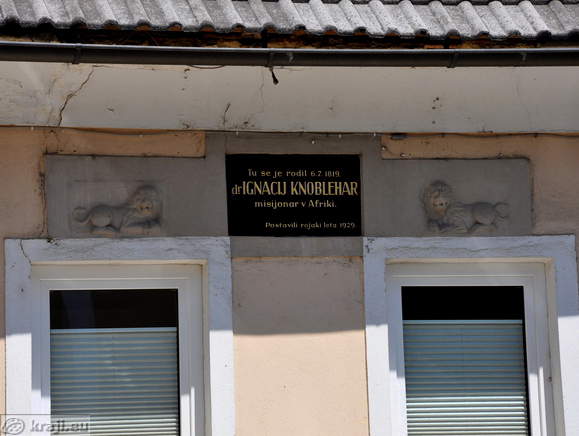 Tu se je rodil 6.7.1819.
dr IGNACIJ KNOBLEHAR
misijonar v Afriki.
Postavili rojaki leta 1929.
kraji.eu